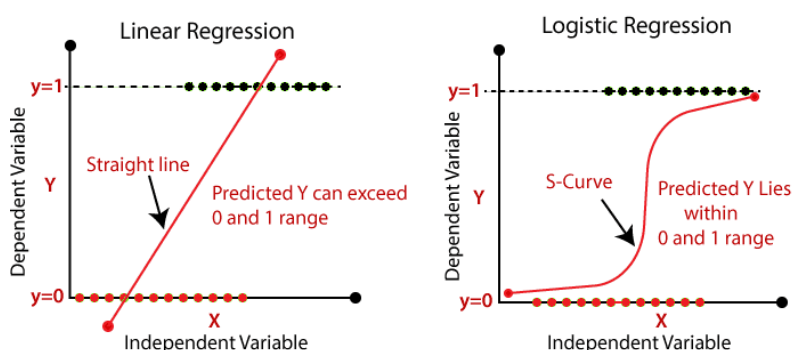 Linear Regression
y=1
Dependent Variable
Y
Straight line
Predicted Y can exceed
0 and 1 range
y=0
X
Independent Variable
Logistic Regression
y=1
Dependent Variable
Y
S-Curve
Predicted Y Lies
within
0 and 1 range
y=0
X
Independent Variable